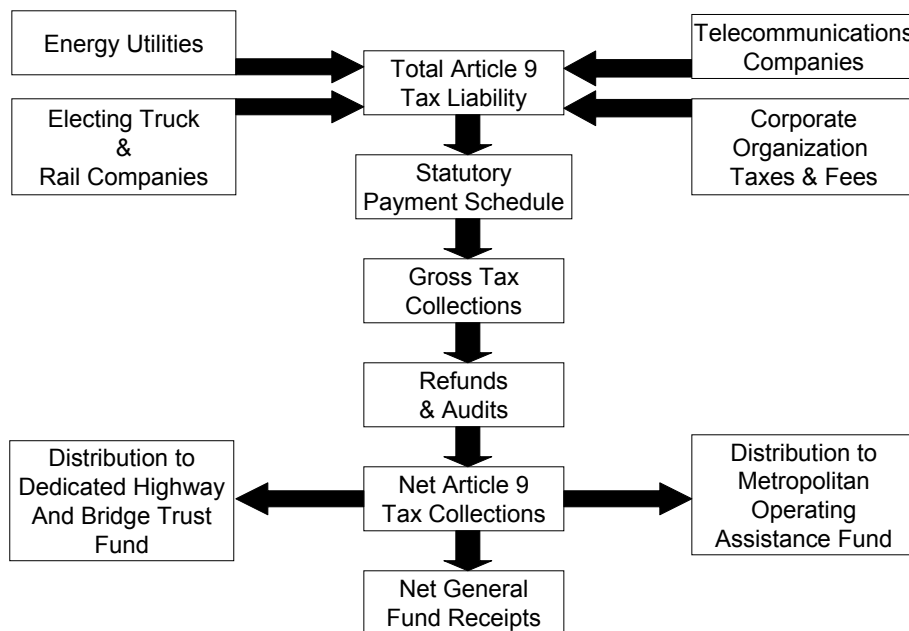 Energy Utilities
Telecommunications
Companies
Total Article 9
Tax Liability
Electing Truck
&
Rail Companies
Corporate
Organization
Taxes & Fees
Statutory
Payment Schedule
Gross Tax
Collections
Refunds
& Audits
Distribution to
Dedicated Highway
And Bridge Trust
Fund
Net Article 9
Tax Collections
Distribution to
Metropolitan
Operating
Assistance Fund
Net General
Fund Receipts